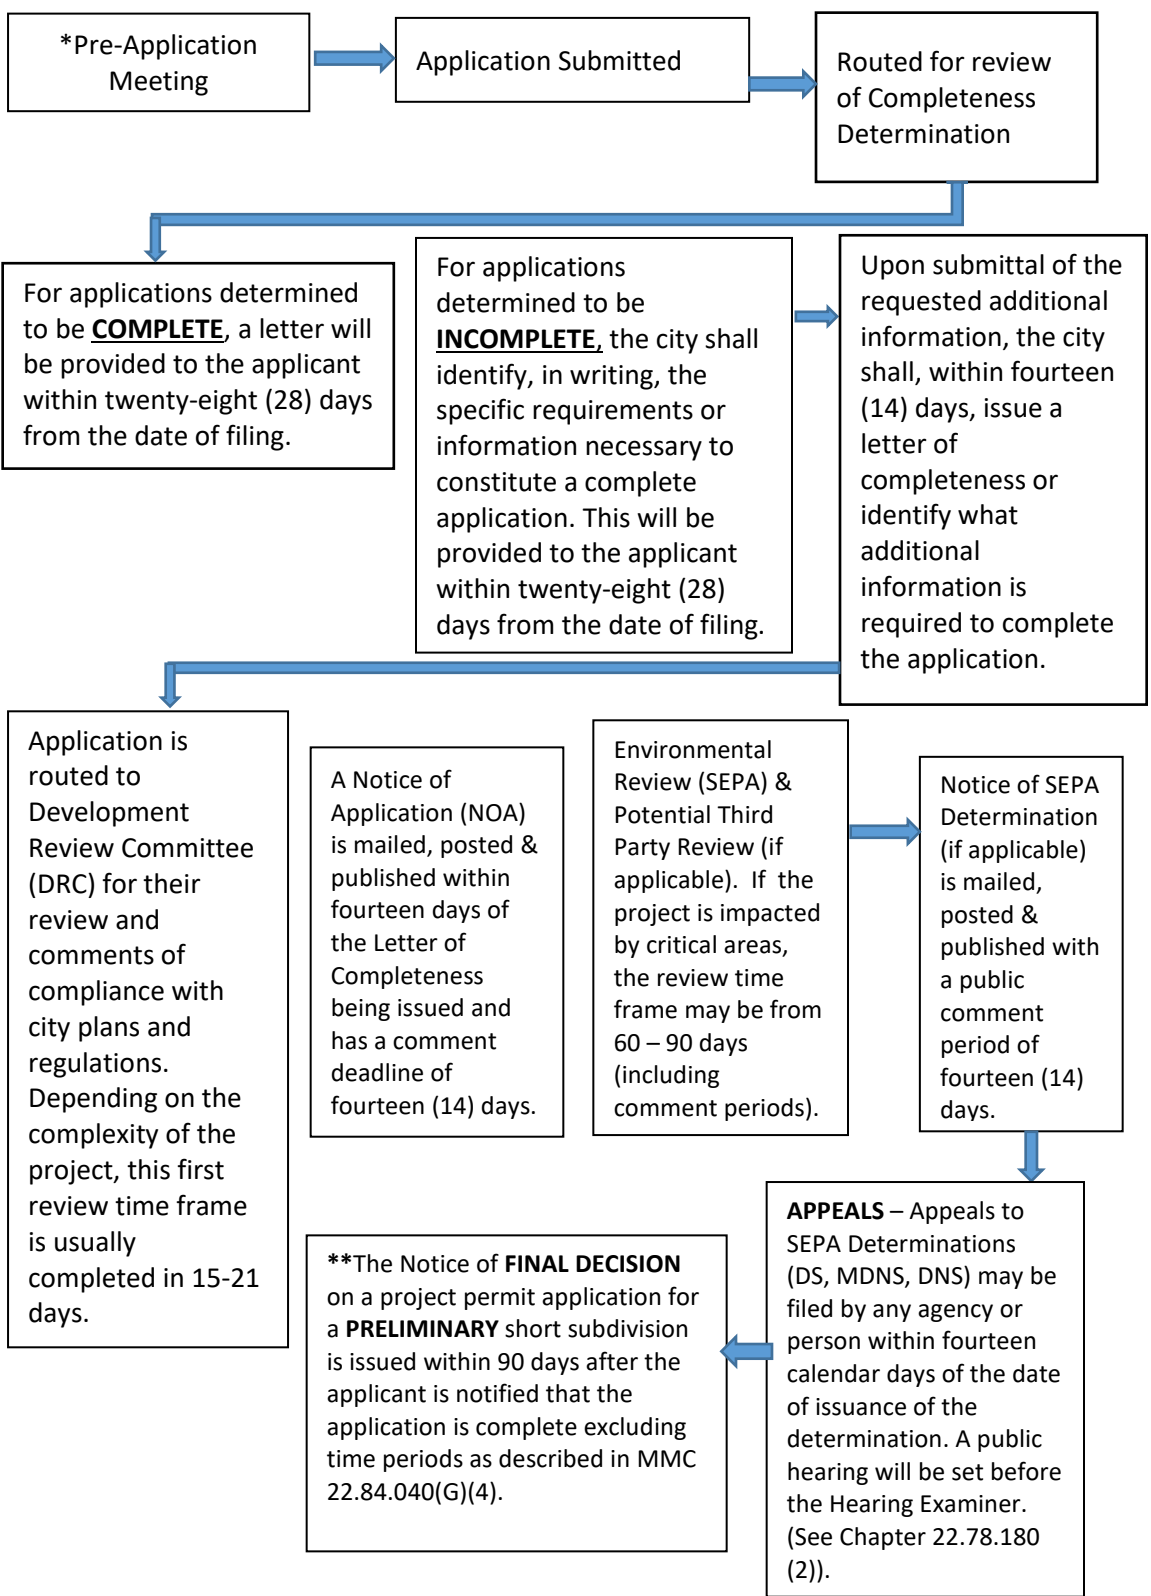 *Pre-Application
Meeting
Application Submitted
Routed for review
of Completeness
Determination
For applications determined
to be COMPLETE, a letter will
be provided to the applicant
within twenty-eight (28) days
from the date of filing.
For applications
determined to be
INCOMPLETE, the city shall
identify, in writing, the
specific requirements or
information necessary to
constitute a complete
application. This will be
provided to the applicant
within twenty-eight (28)
days from the date of filing.
Upon submittal of the
requested additional
information, the city
shall, within fourteen
(14) days, issue a
letter of
completeness or
identify what
additional
information is
required to complete
the application.
Application is
routed to
Development
Review Committee
(DRC) for their
review and
comments of
compliance with
city plans and
regulations.
Depending on the
complexity of the
project, this first
review time frame
is usually
completed in 15-21
days.
A Notice of
Application (NOA)
is mailed, posted &
published within
fourteen days of
the Letter of
Completeness
being issued and
has a comment
deadline of
fourteen (14) days.
Environmental
Review (SEPA) &
Potential Third
Party Review (if
applicable).  If  the
project is impacted
by critical areas,
the review time
frame may be from
60 – 90 days
(including
comment periods).
Notice of SEPA
Determination
(if applicable)
is mailed,
posted &
published with
a public
comment
period of
fourteen (14)
days.
APPEALS – Appeals to
SEPA Determinations
(DS, MDNS, DNS) may be
filed by any agency or
person within fourteen
calendar days of the date
of issuance of the
determination. A public
hearing will be set before
the Hearing Examiner.
(See Chapter 22.78.180
(2)).
**The Notice of FINAL DECISION
on a project permit application for
a PRELIMINARY short subdivision
is issued within 90 days after the
applicant is notified that the
application is complete excluding
time periods as described in MMC
22.84.040(G)(4).